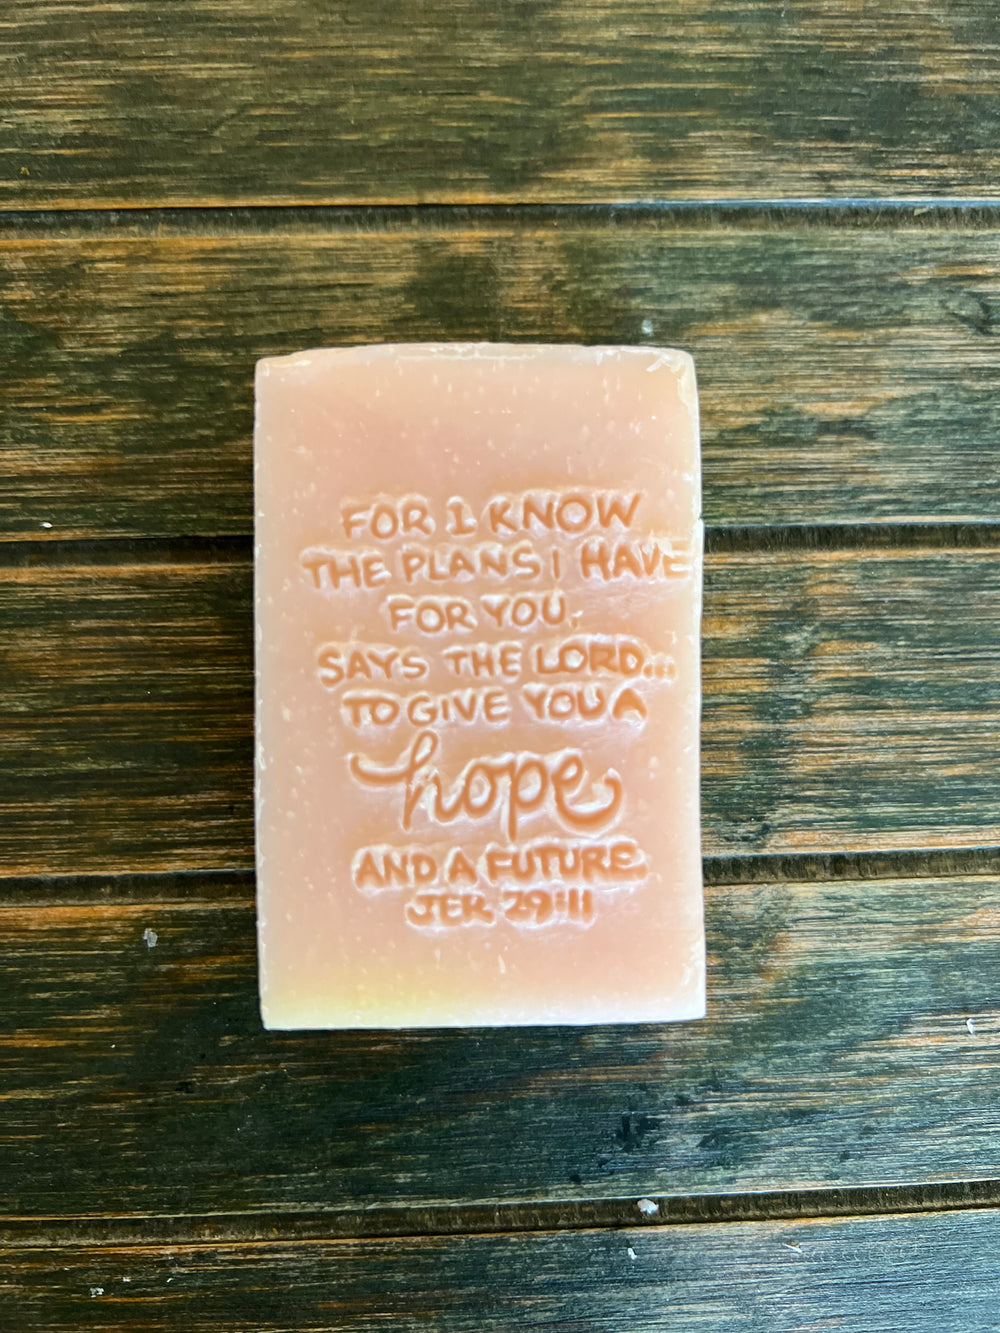 FOR I KNOW
THE PLANS I HAVE
FOR YOU,
SAYS THE LORD...
TO GIVE YOU A
hope
AND A FUTURE
JER 29:11